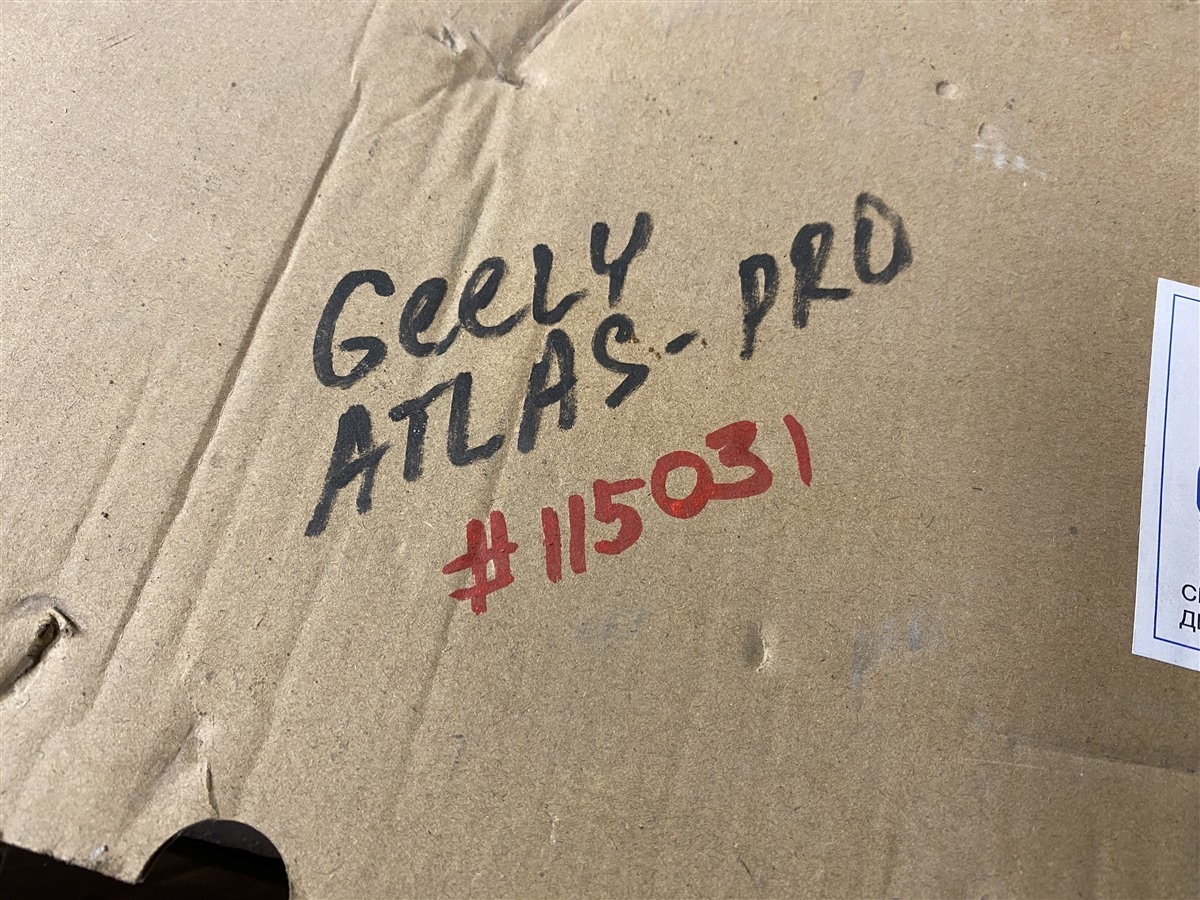 GeeLY
ATLAS-PRO
#115031